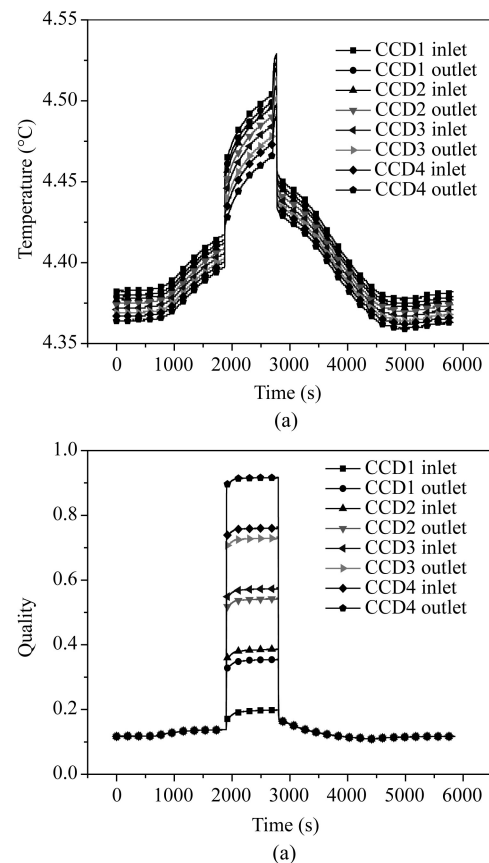 4.55
4.50
4.45
4.40
4.35
Temperature (°C)
CCD1 inlet
CCD1 outlet
CCD2 inlet
CCD2 outlet
CCD3 inlet
CCD3 outlet
CCD4 inlet
CCD4 outlet
0 1000 2000 3000 4000 5000 6000
Time (s)
(a)
1.0
0.8
0.6
0.4
0.2
0.0
Quality
CCD1 inlet
CCD1 outlet
CCD2 inlet
CCD2 outlet
CCD3 inlet
CCD3 outlet
CCD4 inlet
CCD4 outlet
0 1000 2000 3000 4000 5000 6000
Time (s)
(a)